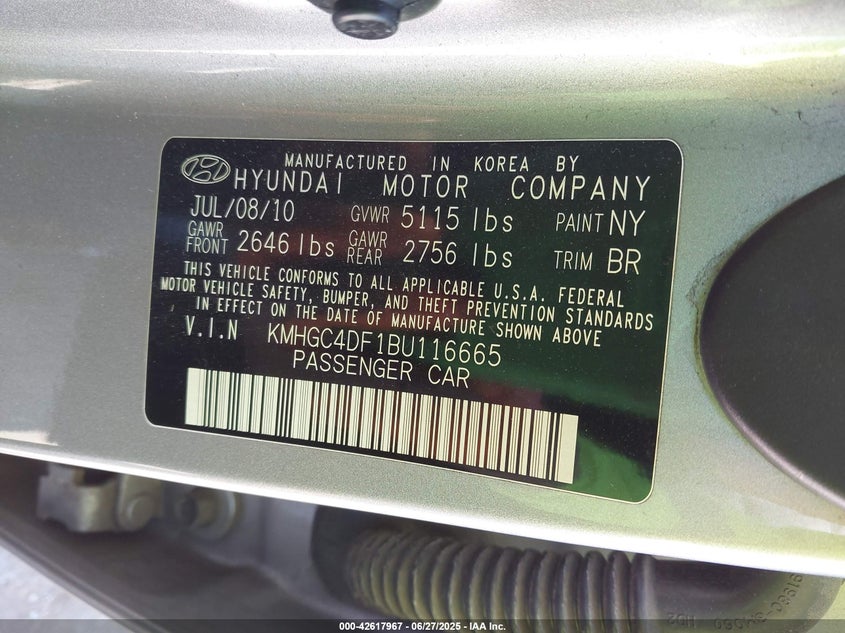 MANUFACTURED IN KOREA BY
HYUNDAI MOTOR COMPANY
JUL/08/10 GVWR 5115 lbs PAINT NY
GAWR FRONT 2646 lbs GAWR REAR 2756 lbs TRIM BR
THIS VEHICLE CONFORMS TO ALL APPLICABLE U.S.A. FEDERAL
MOTOR VEHICLE SAFETY, BUMPER, AND THEFT PREVENTION STANDARDS
IN EFFECT ON THE DATE OF MANUFACTURE SHOWN ABOVE
V.I.N KMHGC4DF1BU116665
PASSENGER CAR
000-42617967 - 06/27/2025 - IAA Inc.